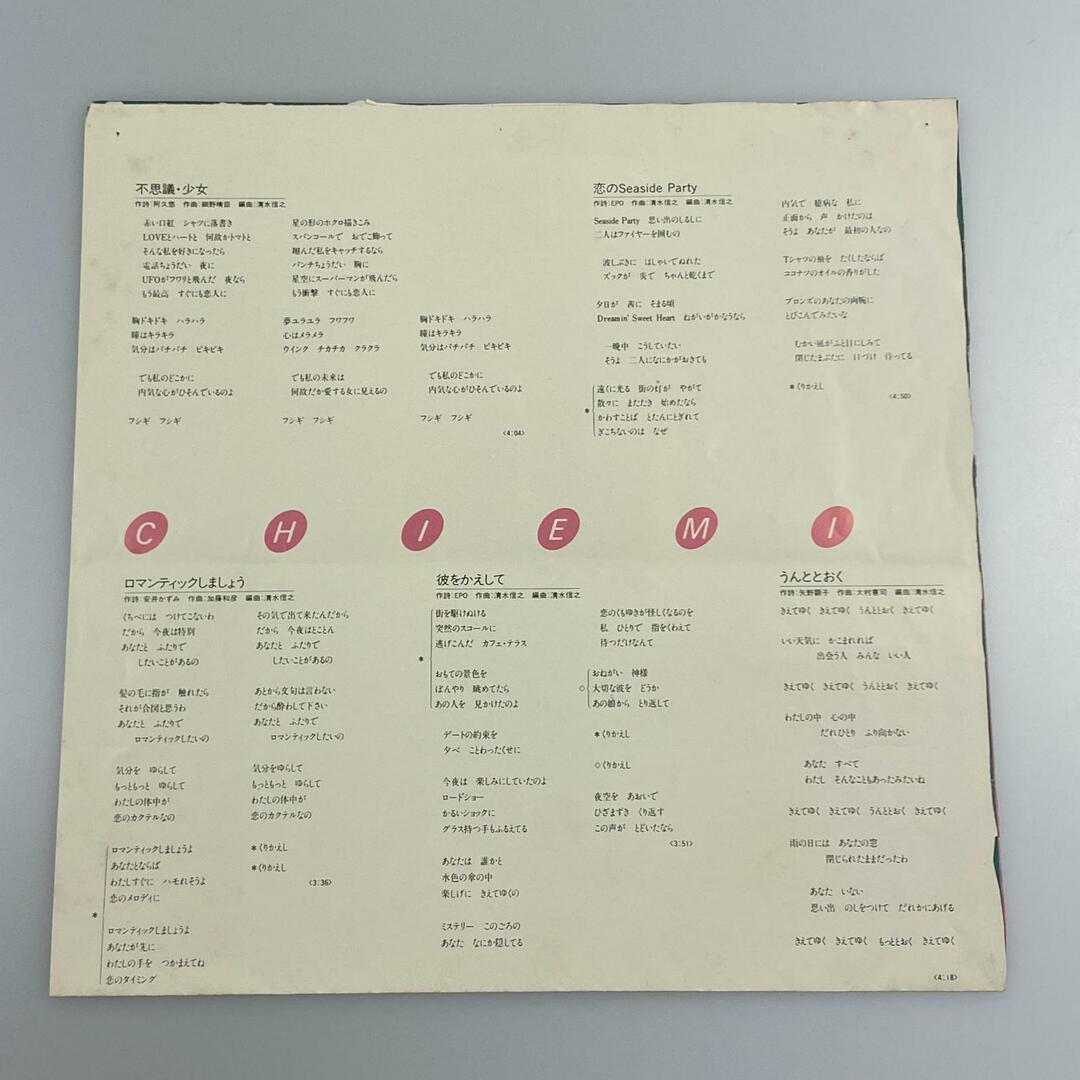 不思議・少女
作詩：阿久悠 作曲：細野晴臣 編曲：清水信之
赤い口紅 シャツに落書き
LOVEとハートと 何故かトマトと
そんな私を好きになったら
電話ちょうだい 夜に
UFOがフワリと飛んだ 夜なら
もう最高 すぐにも恋人に
胸ドキドキ ハラハラ
瞳はキラキラ
気分はパチパチ ピキピキ
でも私のどこかに
内気な心がひそんでいるのよ
フシギ フシギ
星の形のホクロ描きこみ
スパンコールで おでこ飾って
翔んだ私をキャッチするなら
パンチちょうだい 胸に
星空にスーパーマンが飛んだら
もう衝撃 すぐにも恋人に
夢ユラユラ フワフワ
心はメラメラ
ウインク チカチカ クラクラ
でも私の未来は
何故だか愛する女に見えるの
フシギ フシギ
胸ドキドキ ハラハラ
瞳はキラキラ
気分はパチパチ ピキピキ
でも私のどこかに
内気な心がひそんでいるのよ
フシギ フシギ
〈4:04〉
恋のSeaside Party
作詩：EPO 作曲：清水信之 編曲：清水信之
Seaside Party 思い出のしるしに
二人はファイヤーを囲むの
波しぶきに はしゃいでぬれた
ズックが 炎で ちゃんと乾くまで
夕日が 茜に そまる頃
Dreamin' Sweet Heart ねがいがかなうなら
一晩中 こうしていたい
そうよ 二人になにかがおきても
*
遠くに光る 街の灯が やがて
散々に またたき 始めたなら
かわすことば とたんにとぎれて
ぎこちないのは なぜ
内気で 臆病な 私に
正面から 声 かけたのは
そうよ あなたが 最初の人なの
Tシャツの袖を たくしたならば
ココナツのオイルの香りがした
ブロンズのあなたの両腕に
とびこんでみたいな
むかい風がふと目にしみて
閉じたまぶたに 口づけ 待ってる
*くりかえし
〈4:50〉
C H I E M I
ロマンティックしましょう
作詩：安井かずみ 作曲：加藤和彦 編曲：清水信之
くちべには つけてこないわ
だから 今夜は特別
あなたと ふたりで
したいことがあるの
髪の毛に指が 触れたら
それが合図と思うわ
あなたと ふたりで
ロマンティックしたいの
気分を ゆらして
もっともっと ゆらして
わたしの体中が
恋のカクテルなの
*
ロマンティックしましょうよ
あなたとならば
わたしすぐに ハモれそうよ
恋のメロディに
ロマンティックしましょうよ
あなたが先に
わたしの手を つかまえてね
恋のタイミング
その気で出て来たんだから
だから 今夜はとことん
あなたと ふたりで
したいことがあるの
あとから文句は言わない
だから酔わして下さい
あなたと ふたりで
ロマンティックしたいの
気分をゆらして
もっともっと ゆらして
わたしの体中が
恋のカクテルなの
*くりかえし
*くりかえし
〈3:36〉
彼をかえして
作詩：EPO 作曲：清水信之 編曲：清水信之
*
街を駆けぬける
突然のスコールに
逃げこんだ カフェ・テラス
おもての景色を
ぼんやり 眺めてたら
あの人を 見かけたのよ
デートの約束を
夕べ ことわったくせに
今夜は 楽しみにしていたのよ
ロードショー
かるいショックに
グラス持つ手もふるえてる
あなたは 誰かと
水色の傘の中
楽しげに きえてゆくの
ミステリー このごろの
あなた なにか隠してる
恋のくもゆきが怪しくなるのを
私 ひとりで 指をくわえて
待つだけなんて
◇
おねがい 神様
大切な彼を どうか
あの娘から とり返して
*くりかえし
◇くりかえし
夜空を あおいで
ひざまずき くり返す
この声が とどいたなら
〈3:51〉
うんととおく
作詩：矢野顕子 作曲：大村憲司 編曲：清水信之
きえてゆく きえてゆく うんととおく きえてゆく
いい天気に かこまれれば
出会う人 みんな いい人
きえてゆく きえてゆく うんととおく きえてゆく
わたしの中 心の中
だれひとり ふり向かない
あなた すべて
わたし そんなこともあったみたいね
きえてゆく きえてゆく うんととおく きえてゆく
雨の日には あなたの窓
閉じられたままだったわ
あなた いない
思い出 のしをつけて だれかにあげる
きえてゆく きえてゆく もっととおく きえてゆく
〈4:18〉